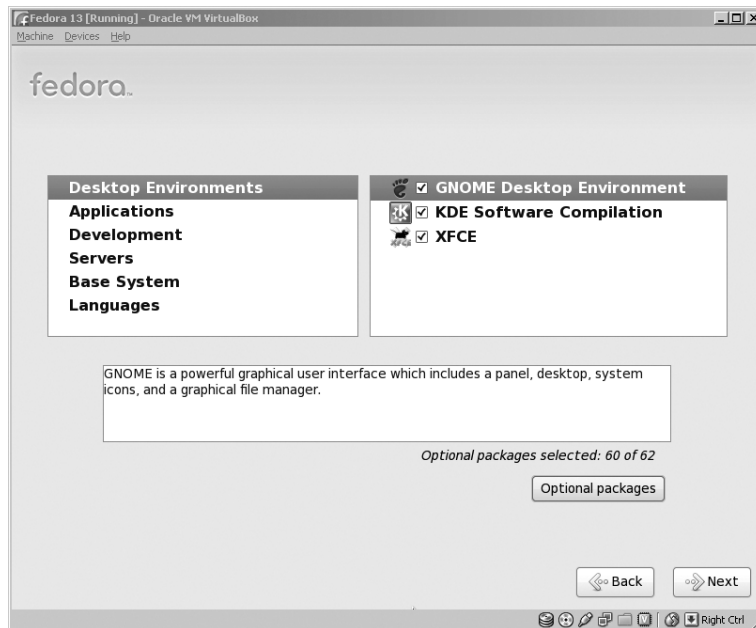 Fedora 13 [Running] - Oracle VM VirtualBox
Machine Devices Help
fedora
Desktop Environments
Applications
Development
Servers
Base System
Languages
GNOME Desktop Environment
KDE Software Compilation
XFCE
GNOME is a powerful graphical user interface which includes a panel, desktop, system
icons, and a graphical file manager.
Optional packages selected: 60 of 62
Optional packages
Back
Next
Right Ctrl